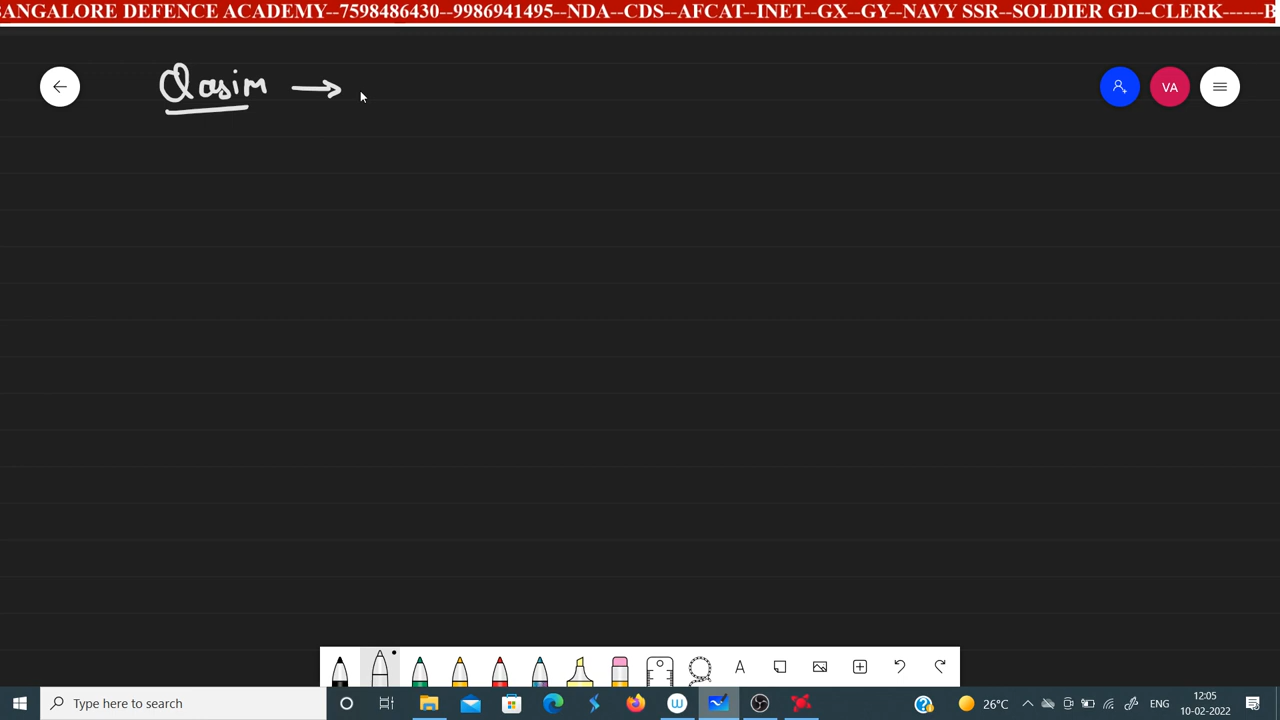 ANGALORE DEFENCE ACADEMY--7598486430--9986941495--NDA--CDS--AFCAT--INET--GX--GY--NAVY SSR--SOLDIER GD--CLERK------B
Qasim →
VA
A
Type here to search
W
26°C
ENG
12:05
10-02-2022